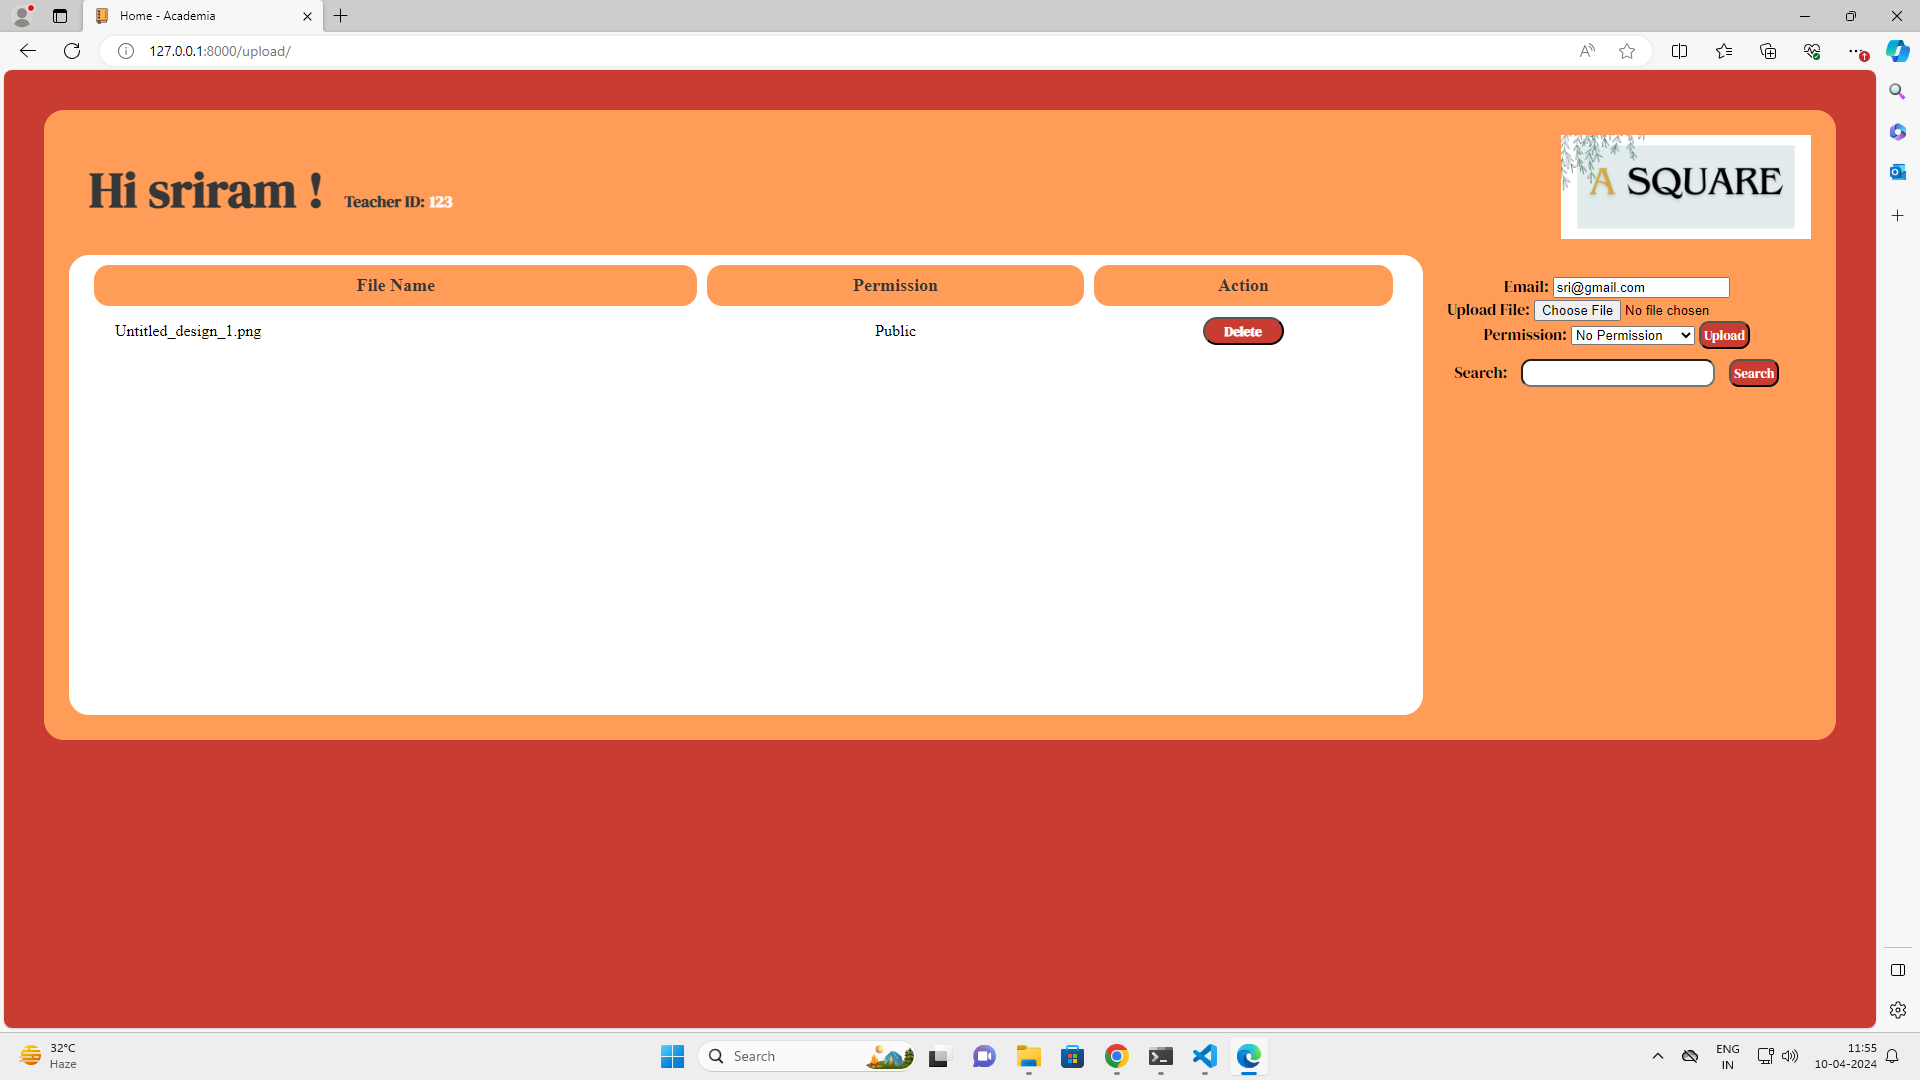 Home - Academia
127.0.0.1:8000/upload/
Hi sriram ! Teacher ID: 123
A SQUARE
File Name Permission Action
Untitled_design_1.png Public Delete
Email: sri@gmail.com
Upload File: Choose File No file chosen
Permission: No Permission Upload
Search: Search
32°C
Haze
Search
ENG
IN
11:55
10-04-2024